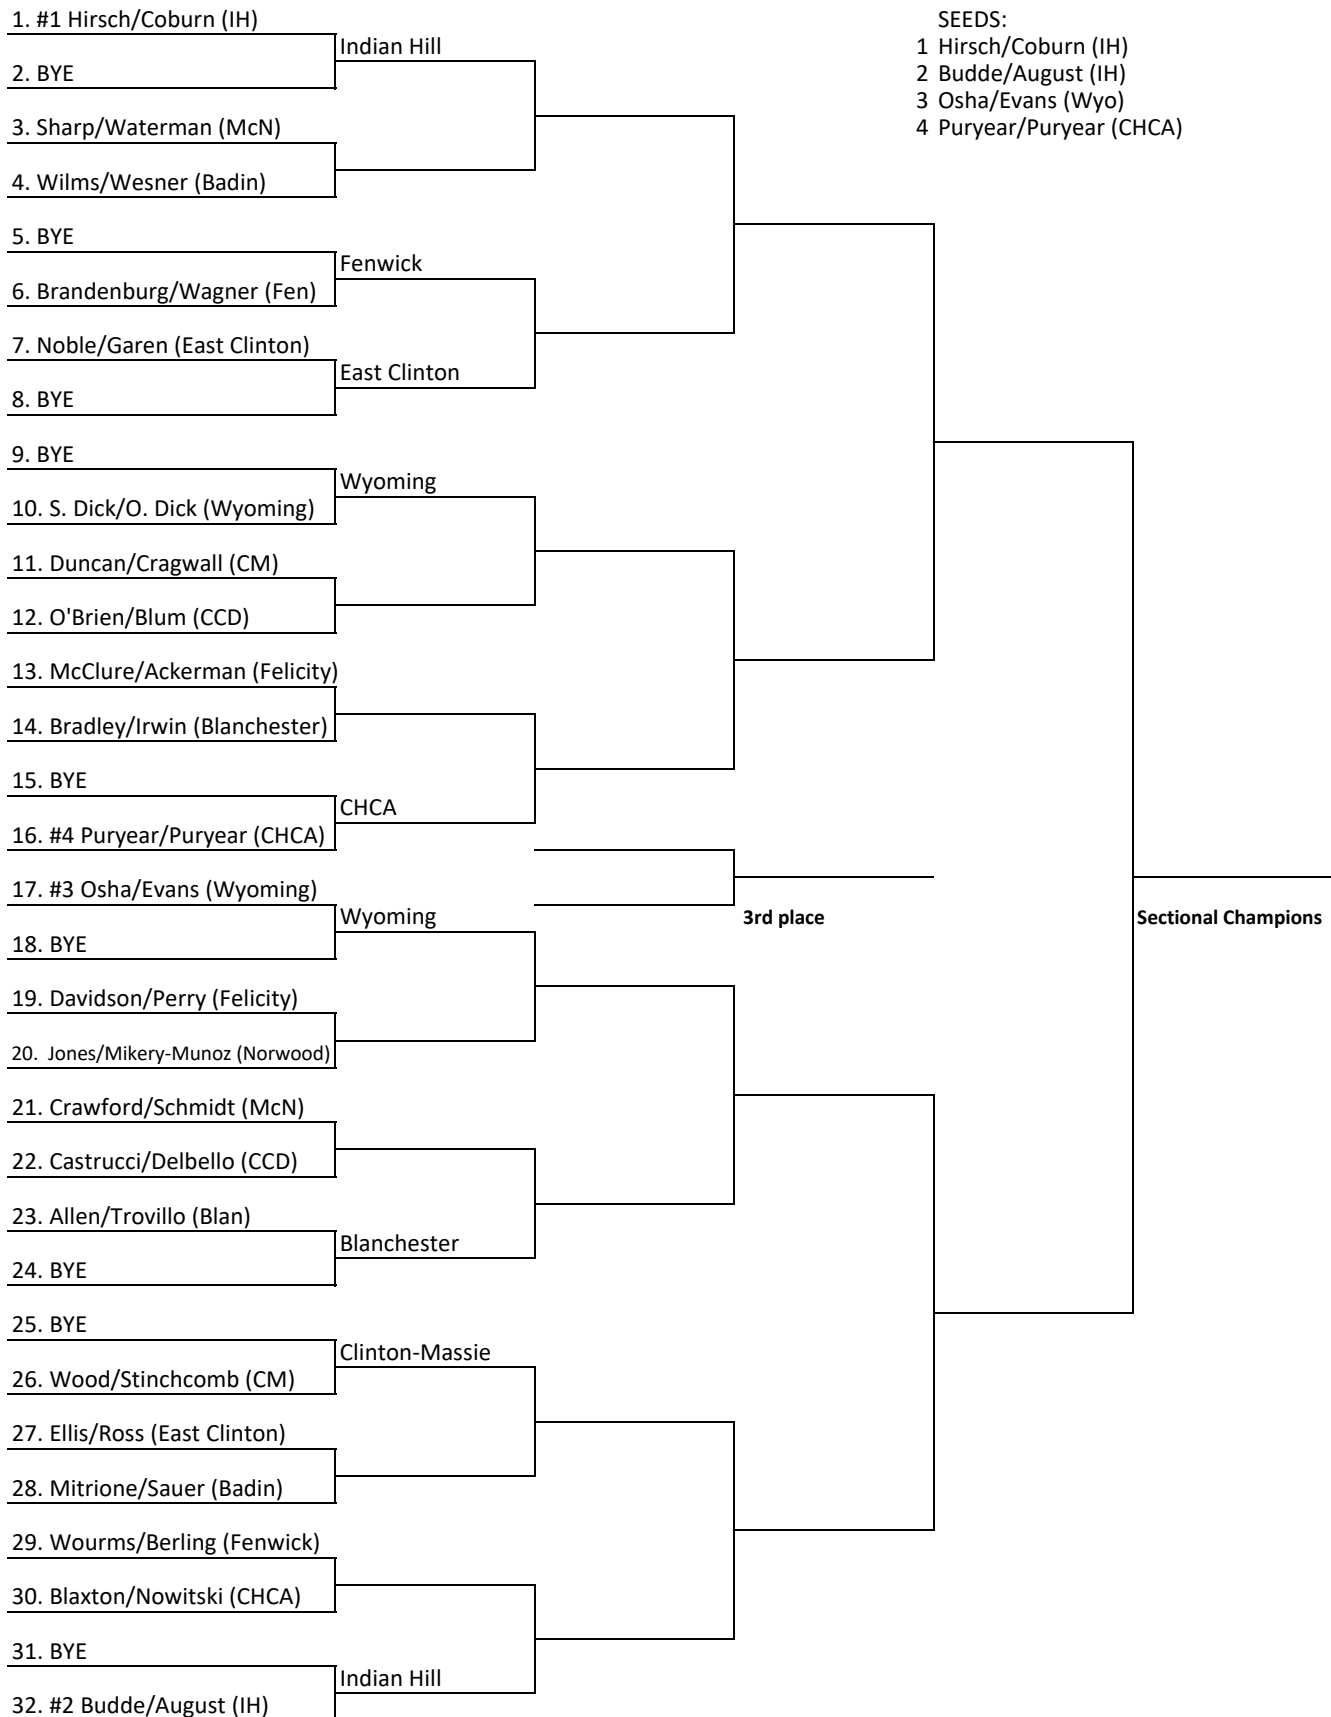 1. #1 Hirsch/Coburn (IH)
Indian Hill
2. BYE
3. Sharp/Waterman (McN)
4. Wilms/Wesner (Badin)
5. BYE
Fenwick
6. Brandenburg/Wagner (Fen)
7. Noble/Garen (East Clinton)
East Clinton
8. BYE
9. BYE
Wyoming
10. S. Dick/O. Dick (Wyoming)
11. Duncan/Cragwall (CM)
12. O'Brien/Blum (CCD)
13. McClure/Ackerman (Felicity)
14. Bradley/Irwin (Blanchester)
15. BYE
CHCA
16. #4 Puryear/Puryear (CHCA)
17. #3 Osha/Evans (Wyoming)
Wyoming
18. BYE
19. Davidson/Perry (Felicity)
20. Jones/Mikery-Munoz (Norwood)
21. Crawford/Schmidt (McN)
22. Castrucci/Delbello (CCD)
23. Allen/Trovillo (Blan)
Blanchester
24. BYE
25. BYE
Clinton-Massie
26. Wood/Stinchcomb (CM)
27. Ellis/Ross (East Clinton)
28. Mitrione/Sauer (Badin)
29. Wourms/Berling (Fenwick)
30. Blaxton/Nowitski (CHCA)
31. BYE
Indian Hill
32. #2 Budde/August (IH)
SEEDS:
1 Hirsch/Coburn (IH)
2 Budde/August (IH)
3 Osha/Evans (Wyo)
4 Puryear/Puryear (CHCA)
3rd place
Sectional Champions